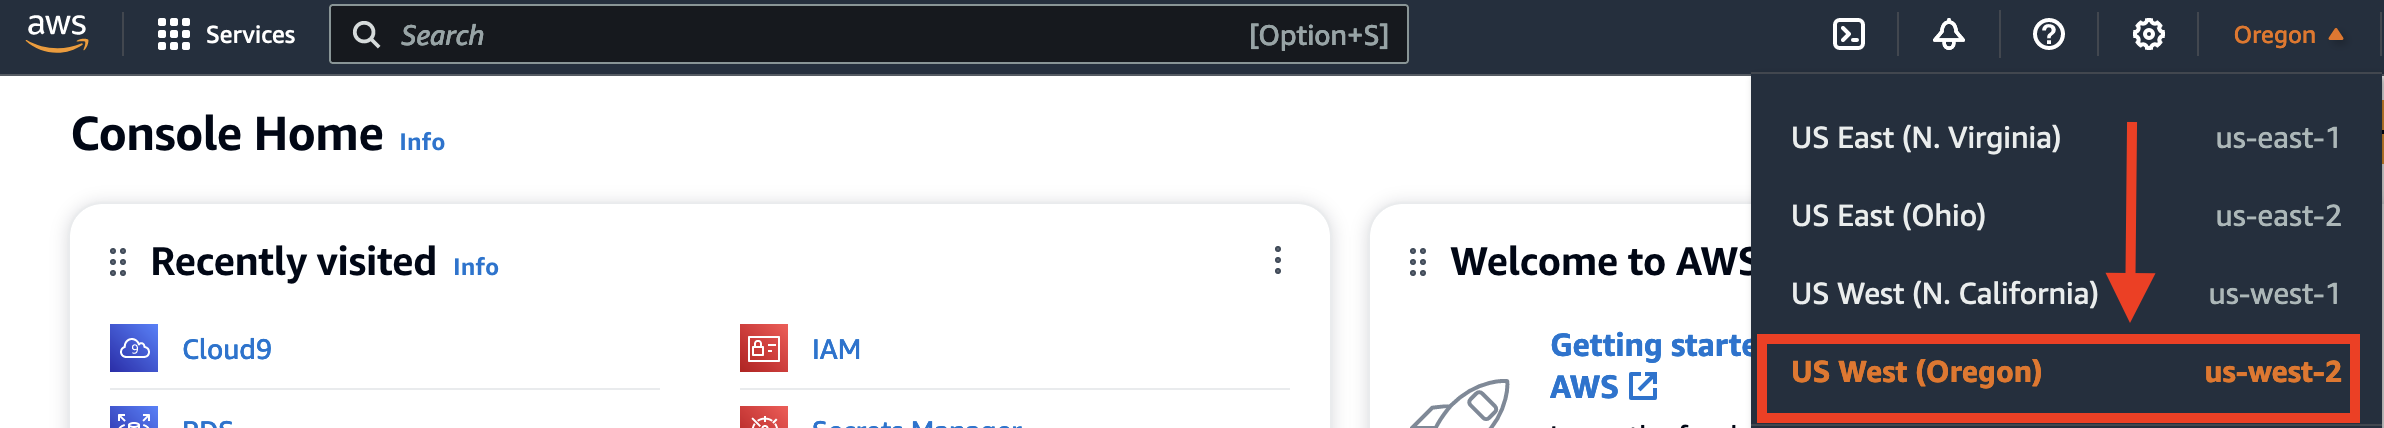 aws
Services
Search
[Option+S]
Oregon
Console Home Info
US East (N. Virginia) us-east-1
US East (Ohio) us-east-2
US West (N. California) us-west-1
US West (Oregon) us-west-2
Recently visited Info
Cloud9
IAM
RDS
Secrets Manager
Welcome to AWS
Getting starte
AWS